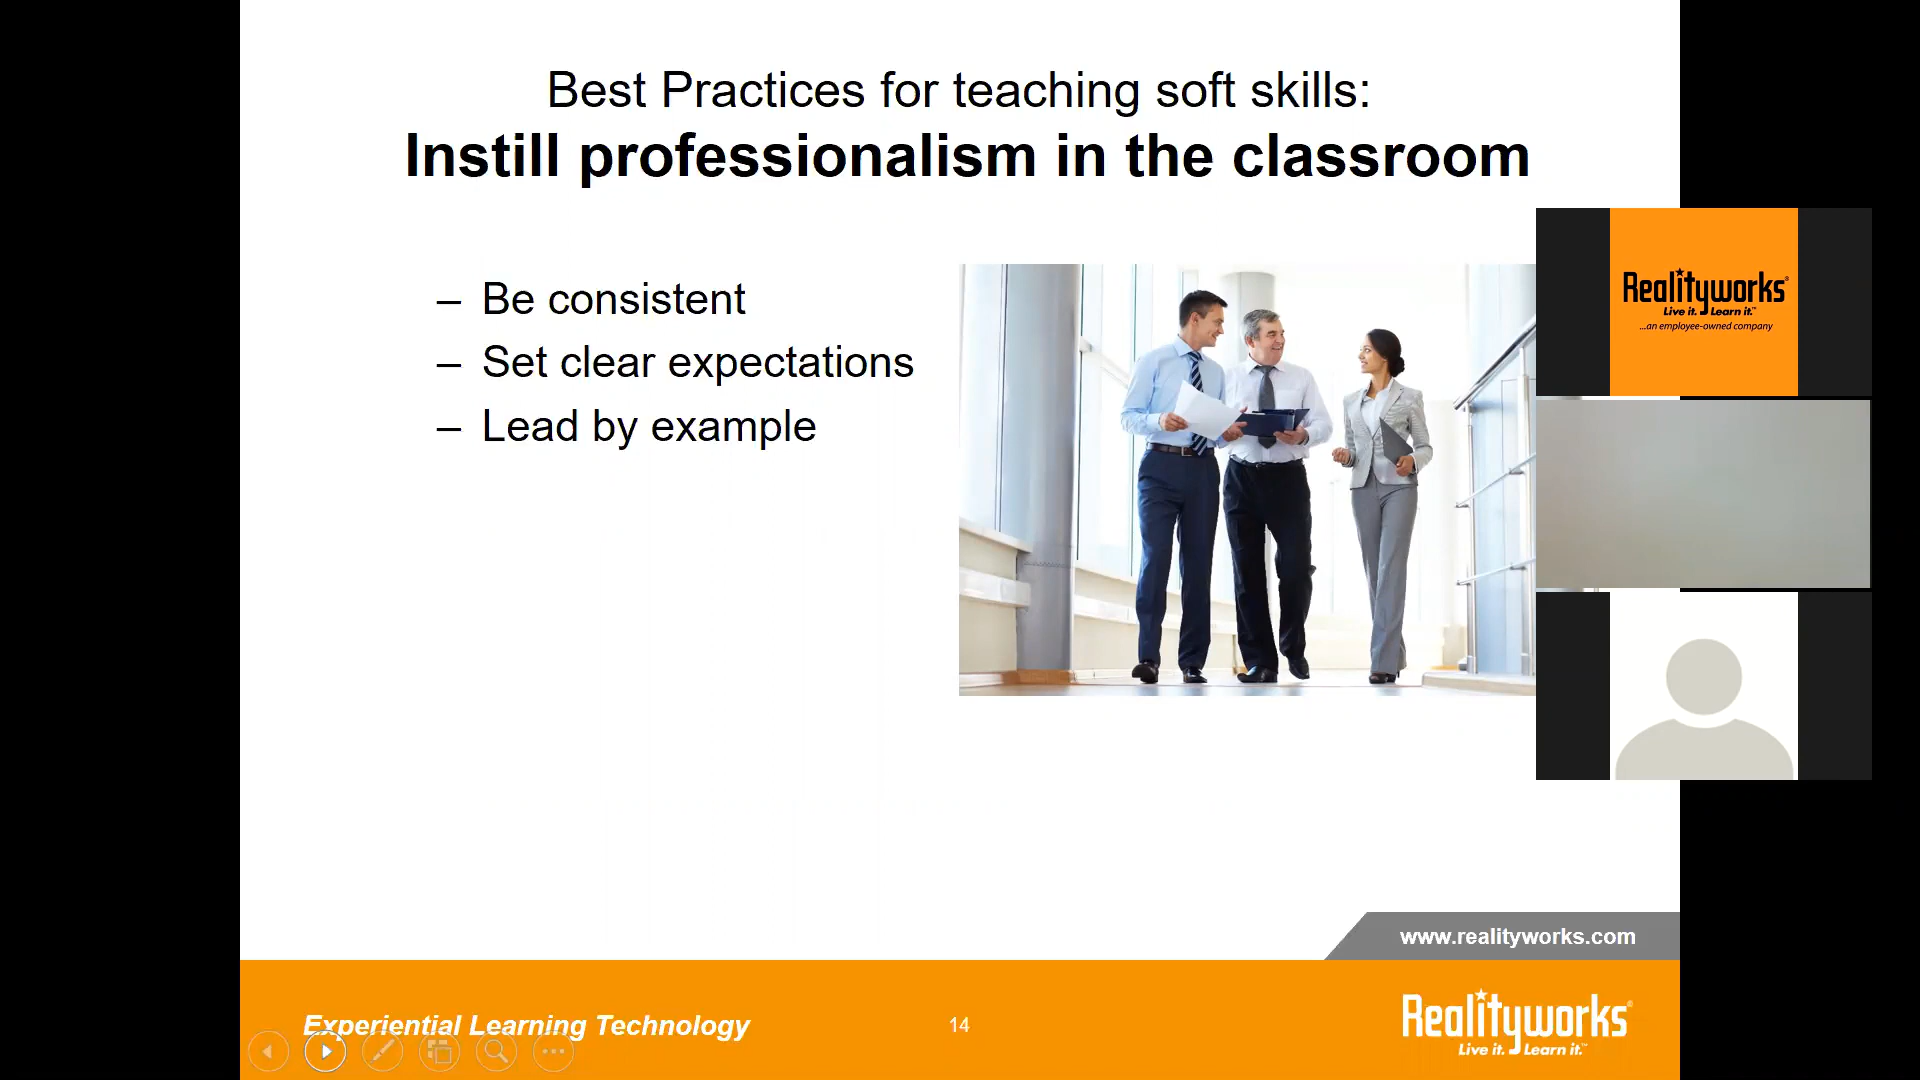 Best Practices for teaching soft skills:
Instill professionalism in the classroom
– Be consistent
– Set clear expectations
– Lead by example
Realityworks®
Live it. Learn it.™
...an employee-owned company
www.realityworks.com
Experiential Learning Technology
14
Realityworks®
Live it. Learn it.™